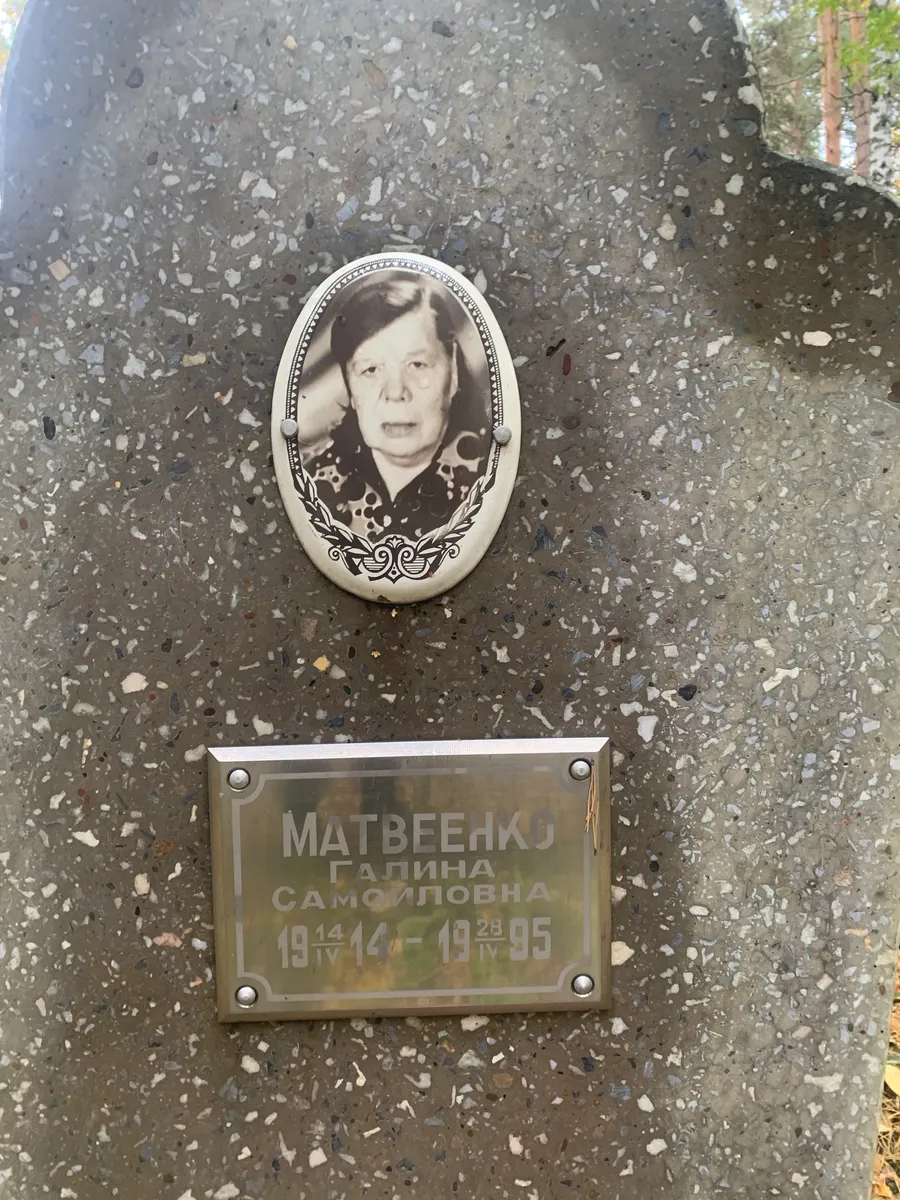 МАТВЕЕНКО
ГАЛИНА
САМОЙЛОВНА
19 14/IV 14 - 19 28/IV 95